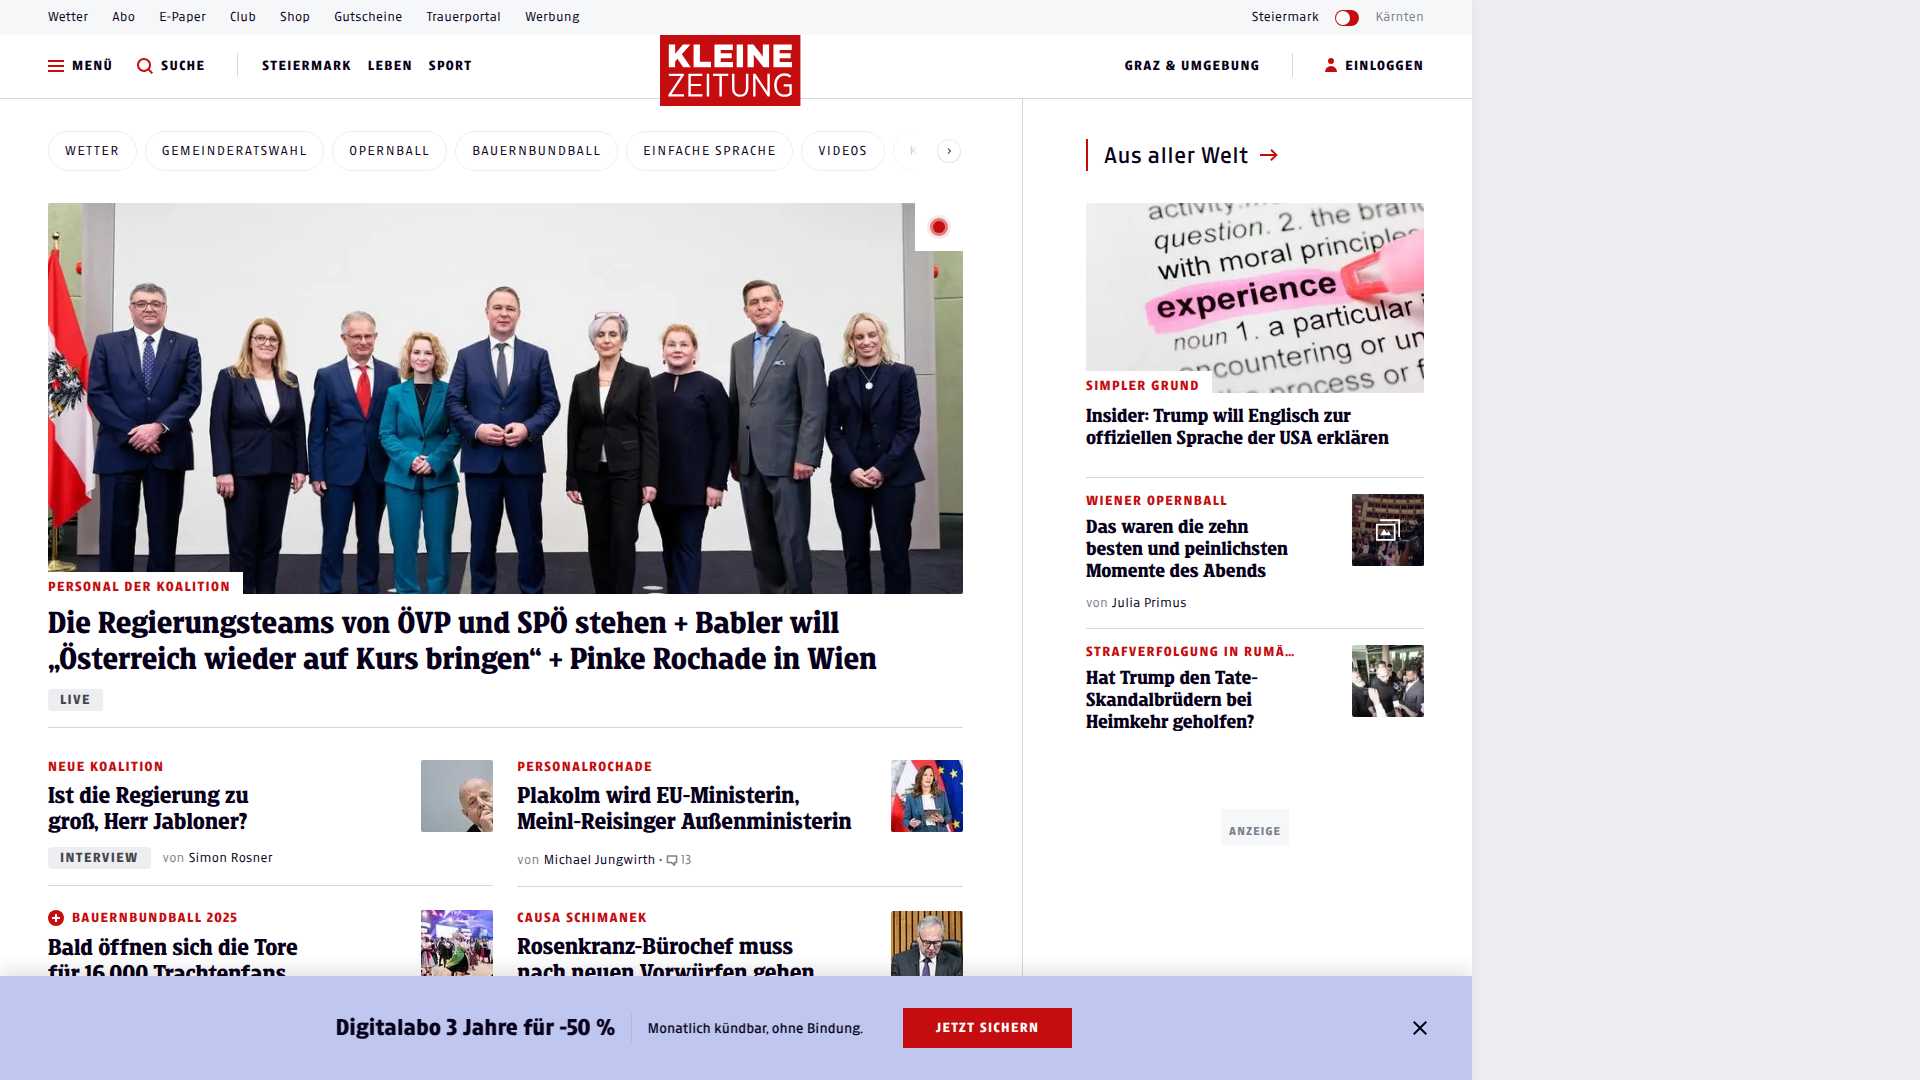 Wetter Abo E-Paper Club Shop Gutscheine Trauerportal Werbung
Steiermark Kärnten
MENÜ SUCHE STEIERMARK LEBEN SPORT
KLEINE
ZEITUNG
GRAZ & UMGEBUNG EINLOGGEN
WETTER GEMEINDERATSWAHL OPERNBALL BAUERNBUNDBALL EINFACHE SPRACHE VIDEOS
PERSONAL DER KOALITION
Die Regierungsteams von ÖVP und SPÖ stehen + Babler will
„Österreich wieder auf Kurs bringen“ + Pinke Rochade in Wien
LIVE
NEUE KOALITION
Ist die Regierung zu
groß, Herr Jabloner?
INTERVIEW von Simon Rosner
PERSONALROCHADE
Plakolm wird EU-Ministerin,
Meinl-Reisinger Außenministerin
von Michael Jungwirth • 13
BAUERNBUNDBALL 2025
Bald öffnen sich die Tore
für 16.000 Trachtenfans
CAUSA SCHIMANEK
Rosenkranz-Bürochef muss
nach neuen Vorwürfen gehen
Aus aller Welt
question. 2. the brand
with moral principles
experience
noun 1. a particular
encountering or un
process or f
SIMPLER GRUND
Insider: Trump will Englisch zur
offiziellen Sprache der USA erklären
WIENER OPERNBALL
Das waren die zehn
besten und peinlichsten
Momente des Abends
von Julia Primus
STRAFVERFOLGUNG IN RUMÄ…
Hat Trump den Tate-
Skandalbrüdern bei
Heimkehr geholfen?
ANZEIGE
Digitalabo 3 Jahre für -50 %
Monatlich kündbar, ohne Bindung.
JETZT SICHERN